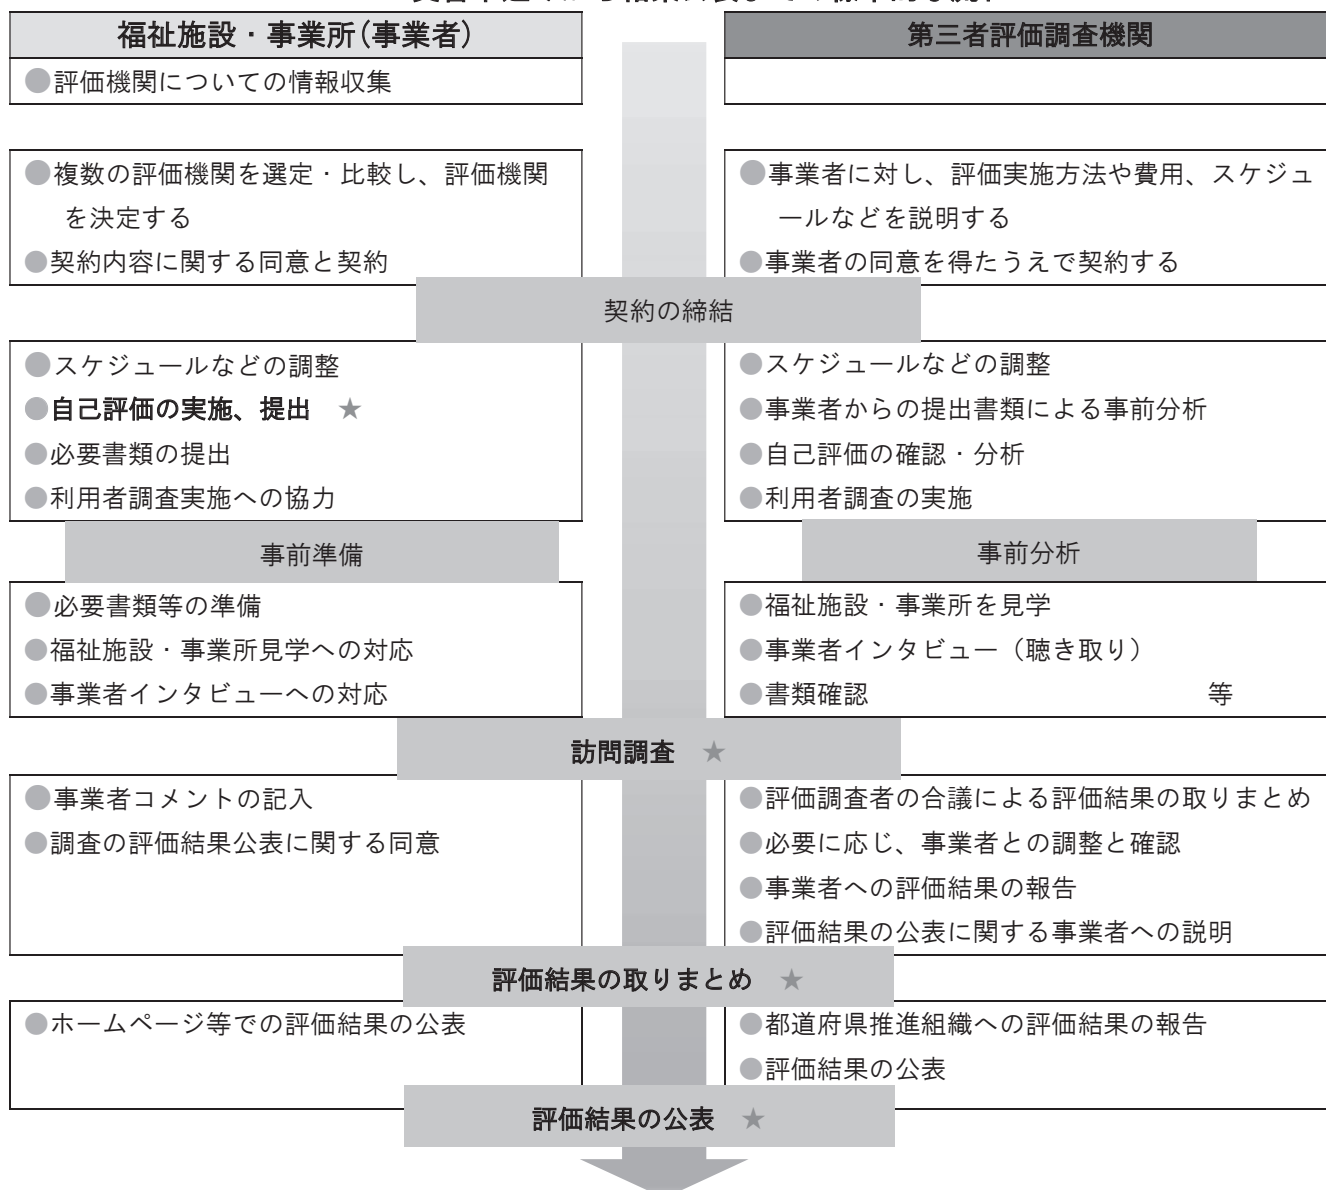 福祉施設・事業所(事業者)
第三者評価調査機関
●評価機関についての情報収集
●複数の評価機関を選定・比較し、評価機関
を決定する
●契約内容に関する同意と契約
●事業者に対し、評価実施方法や費用、スケジュ
ールなどを説明する
●事業者の同意を得たうえで契約する
契約の締結
●スケジュールなどの調整
●自己評価の実施、提出　★
●必要書類の提出
●利用者調査実施への協力
●スケジュールなどの調整
●事業者からの提出書類による事前分析
●自己評価の確認・分析
●利用者調査の実施
事前準備
事前分析
●必要書類等の準備
●福祉施設・事業所見学への対応
●事業者インタビューへの対応
●福祉施設・事業所を見学
●事業者インタビュー（聴き取り）
●書類確認　　　　　　　　　　　　　等
訪問調査　★
●事業者コメントの記入
●調査の評価結果公表に関する同意
●評価調査者の合議による評価結果の取りまとめ
●必要に応じ、事業者との調整と確認
●事業者への評価結果の報告
●評価結果の公表に関する事業者への説明
評価結果の取りまとめ　★
●ホームページ等での評価結果の公表
●都道府県推進組織への評価結果の報告
●評価結果の公表
評価結果の公表　★